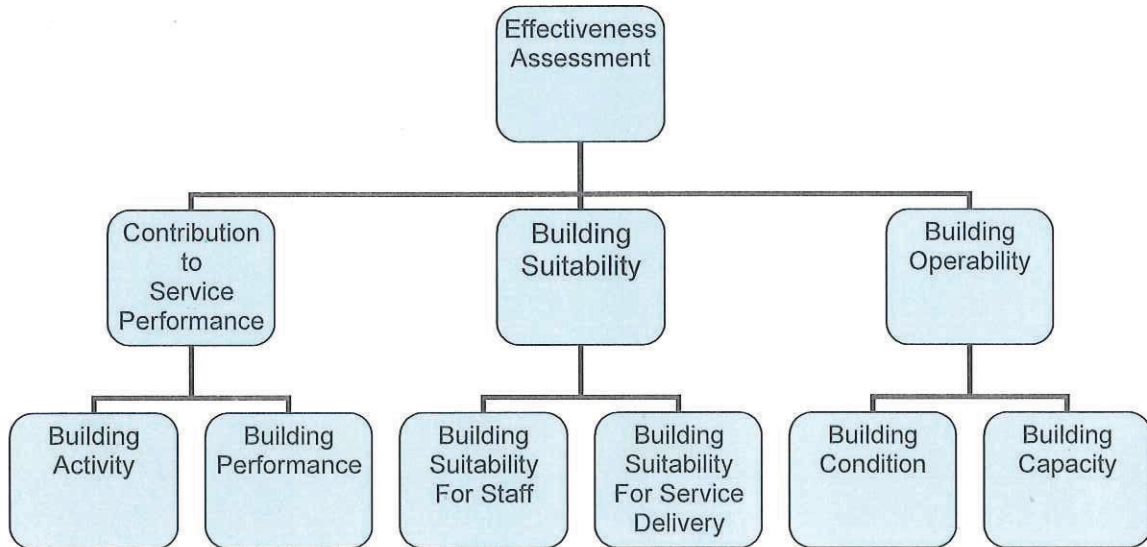 Effectiveness
Assessment
Contribution
to
Service
Performance
Building
Suitability
Building
Operability
Building
Activity
Building
Performance
Building
Suitability
For Staff
Building
Suitability
For Service
Delivery
Building
Condition
Building
Capacity